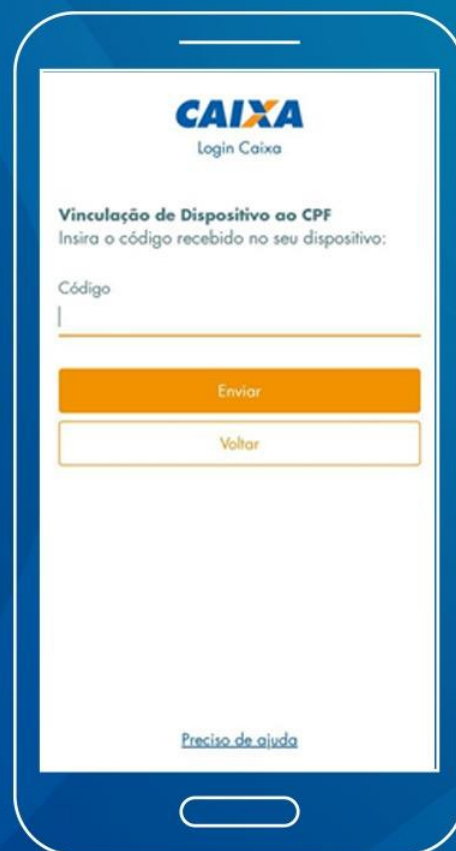 CAIXA
Login Caixa
Vinculação de Dispositivo ao CPF
Insira o código recebido no seu dispositivo:
Código
Enviar
Voltar
Preciso de ajuda